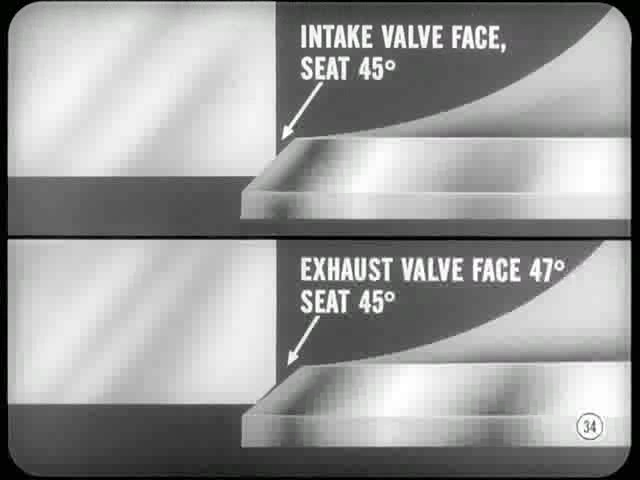 INTAKE VALVE FACE,
SEAT 45°
EXHAUST VALVE FACE 47°
SEAT 45°
34